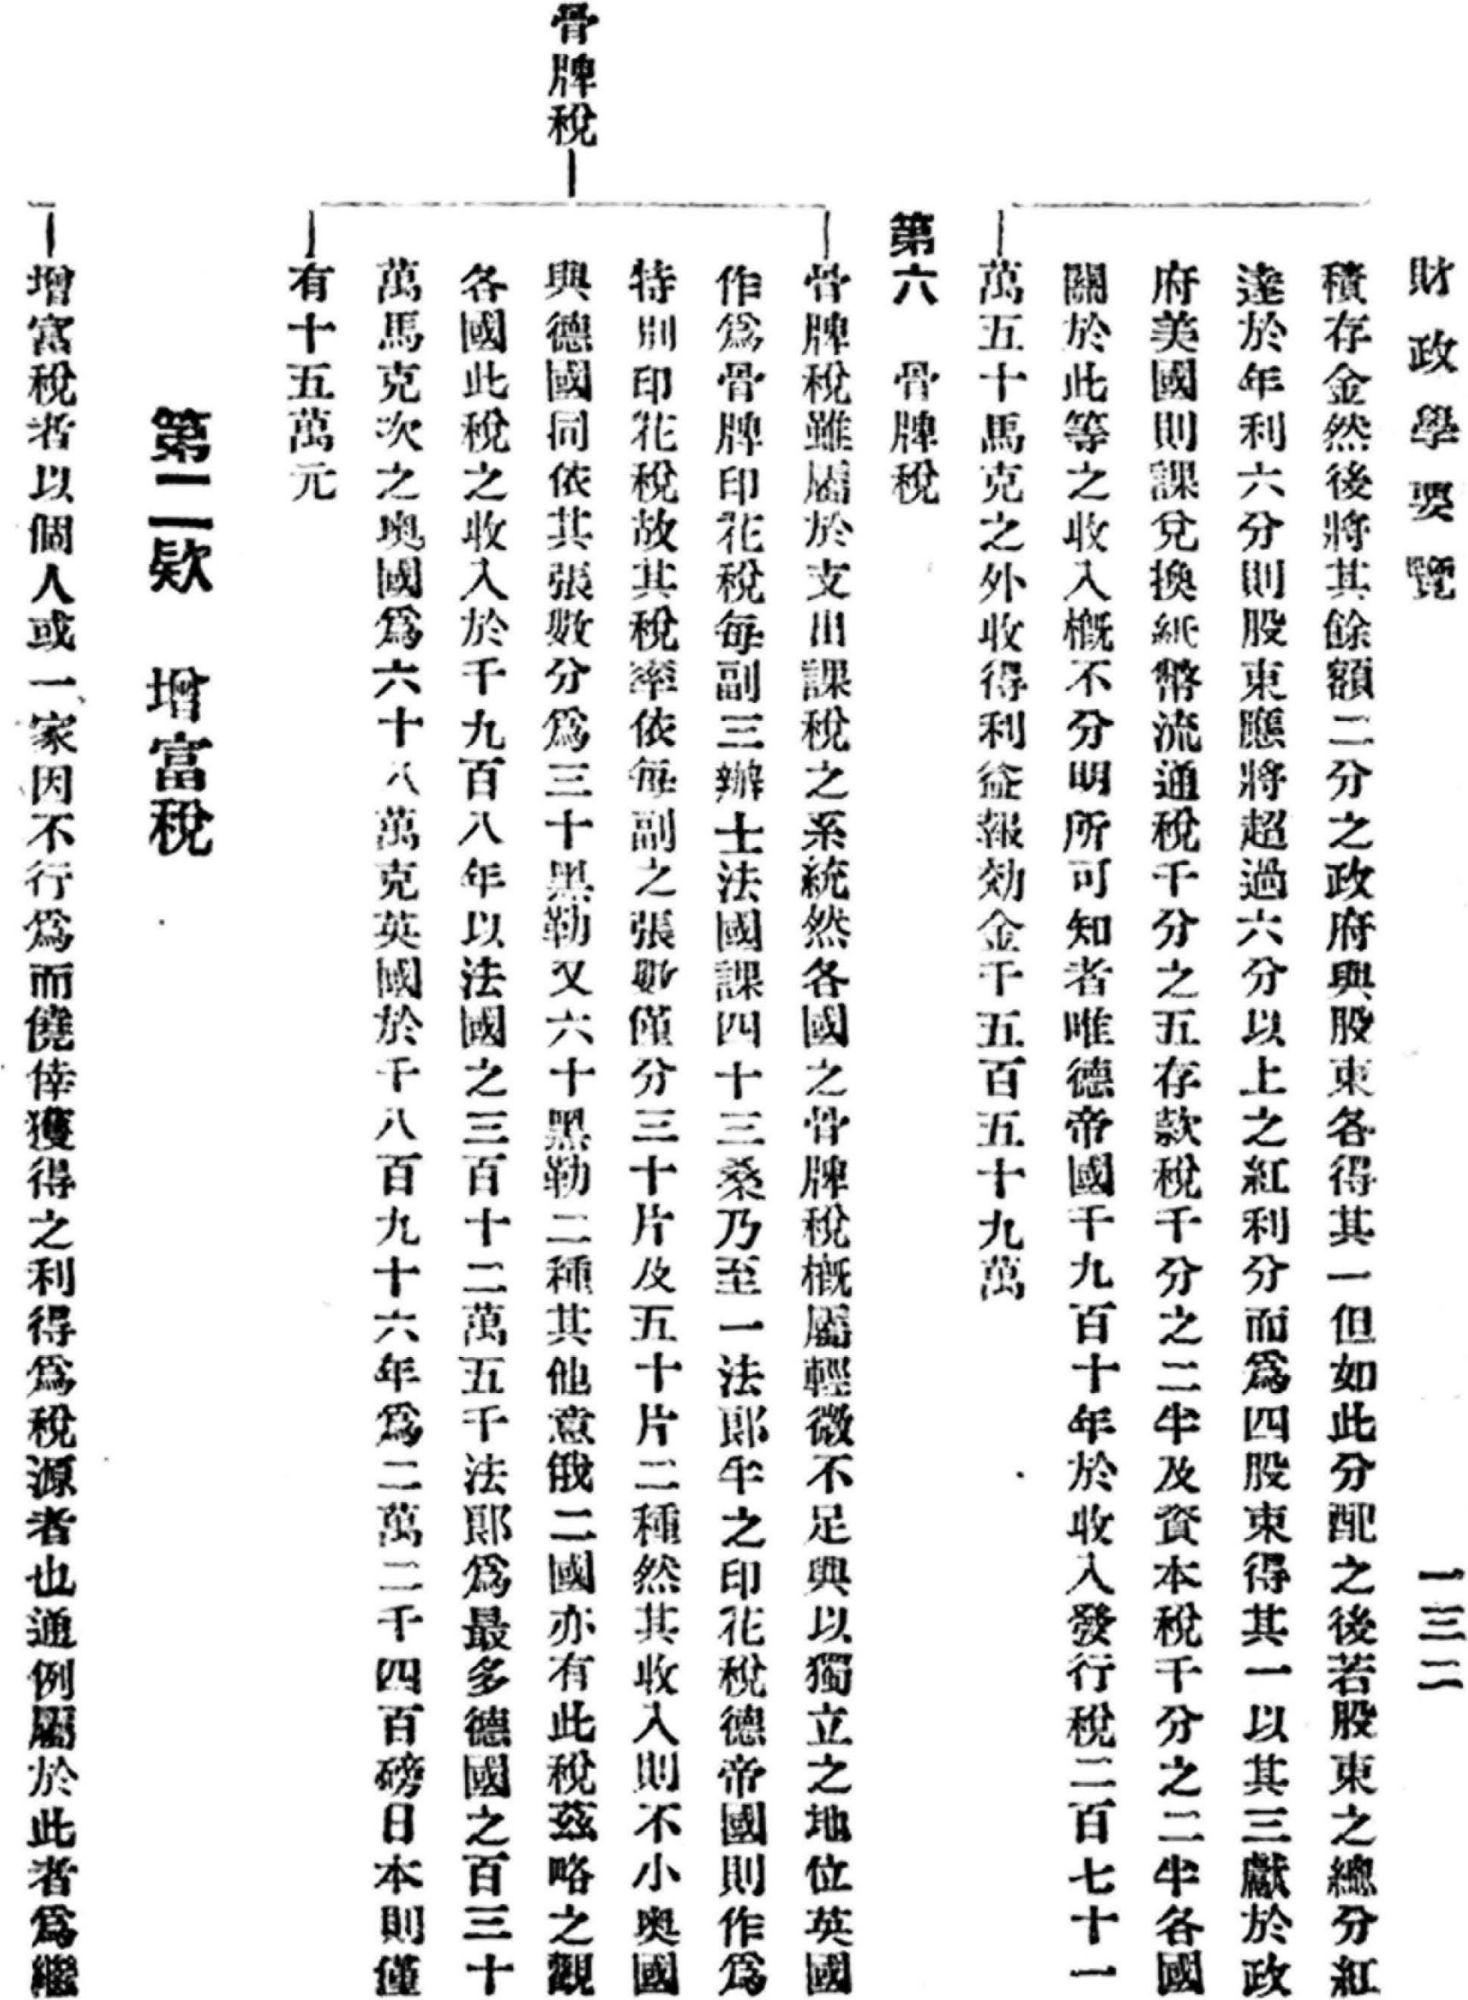 財政學要覽
一三二
積存金然後將其餘額二分之政府與股東各得其一但如此分配之後若股東之總分紅
達於年利六分則股東應將超過六分以上之紅利分而為四股東得其一以其三獻於政
府美國則課兌換紙幣流通稅千分之五存款稅千分之二半及資本稅千分之二半各國
關於此等之收入概不分明所可知者唯德帝國千九百十年於收入發行稅二百七十一
萬五十馬克之外收得利益報効金千五百五十九萬
第六　骨牌稅
骨牌稅
骨牌稅雖屬於支出課稅之系統然各國之骨牌稅概屬輕微不足與以獨立之地位英國
作爲骨牌印花稅每副三辦士法國課四十三桑乃至一法郎半之印花稅德帝國則作爲
特別印花稅故其稅率依每副之張數僅分三十片及五十片二種然其收入則不小奧國
與德國同依其張數分爲三十黑勒又六十黑勒二種其他意俄二國亦有此稅茲略之觀
各國此稅之收入於千九百八年以法國之三百十二萬五千法郎爲最多德國之百三十
萬馬克次之奧國爲六十八萬克英國於千八百九十六年爲二萬二千四百磅日本則僅
有十五萬元
第二欵　增富稅
增富稅者以個人或一家因不行爲而僥倖獲得之利得爲稅源者也通例屬於此者爲繼